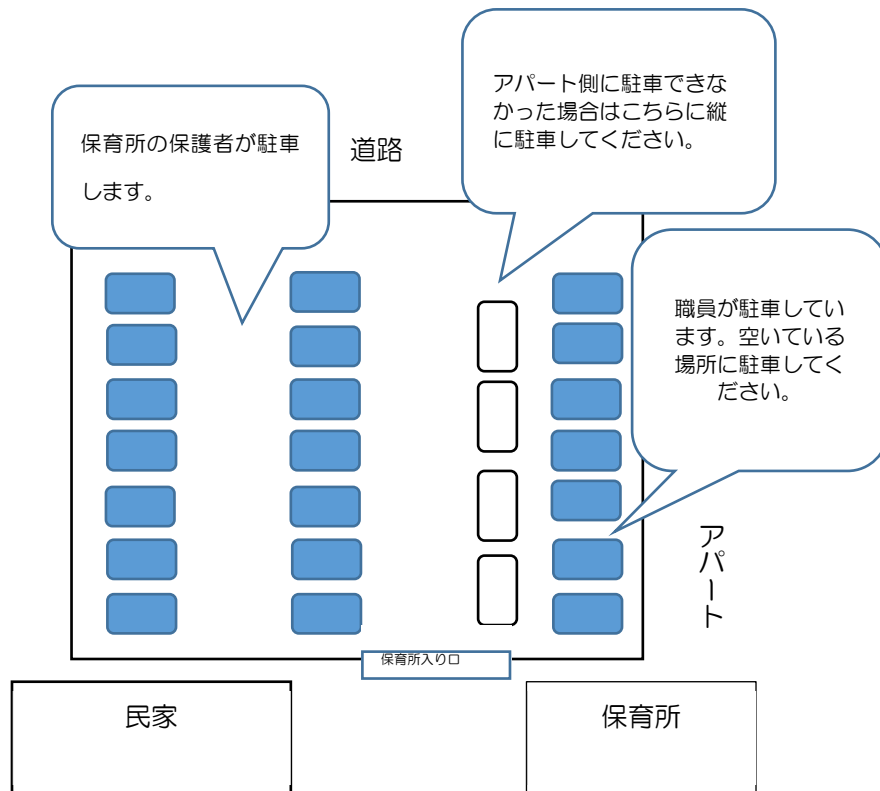 アパート側に駐車できな
かった場合はこちらに縦
に駐車してください。
保育所の保護者が駐車
します。
道路
職員が駐車してい
ます。空いている
場所に駐車してく
ださい。
アパート
保育所入り口
民家
保育所